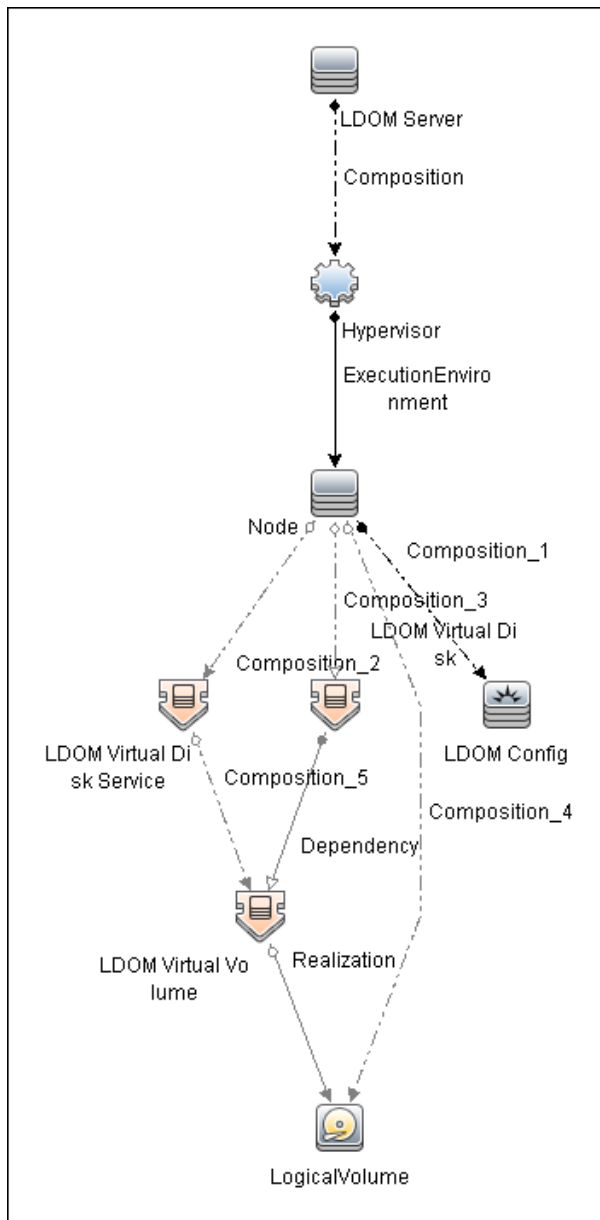 LDOM Server
Composition
Hypervisor
ExecutionEnviro
nment
Node
Composition_1
Composition_3
LDOM Virtual Di
sk
Composition_2
LDOM Virtual Di
sk Service
LDOM Config
Composition_5
Composition_4
Dependency
LDOM Virtual Vo
lume
Realization
LogicalVolume